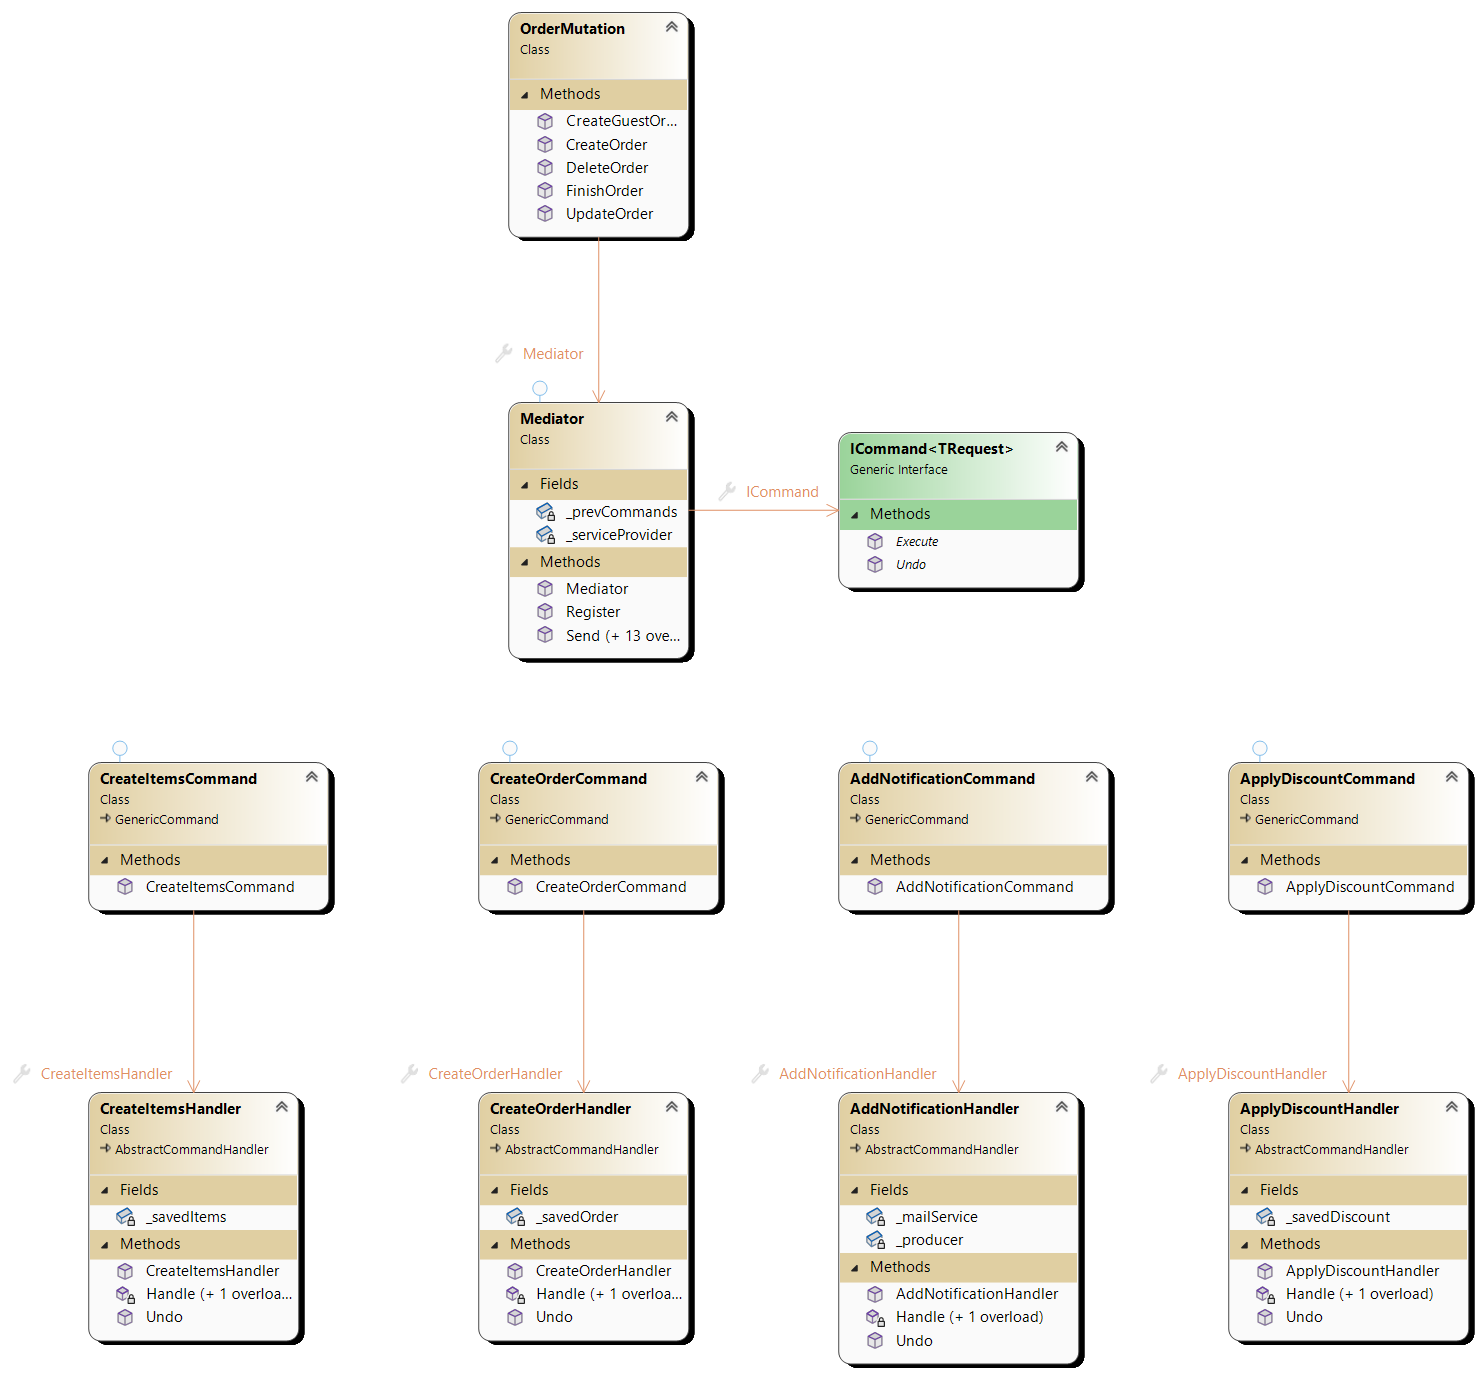 OrderMutation
Class
Methods
CreateGuestOr...
CreateOrder
DeleteOrder
FinishOrder
UpdateOrder
Mediator
Mediator
Class
Fields
_prevCommands
_serviceProvider
Methods
Mediator
Register
Send (+ 13 ove...
ICommand
ICommand<TRequest>
Generic Interface
Methods
Execute
Undo
CreateItemsCommand
Class
GenericCommand
Methods
CreateItemsCommand
CreateOrderCommand
Class
GenericCommand
Methods
CreateOrderCommand
AddNotificationCommand
Class
GenericCommand
Methods
AddNotificationCommand
ApplyDiscountCommand
Class
GenericCommand
Methods
ApplyDiscountCommand
CreateItemsHandler
CreateItemsHandler
Class
AbstractCommandHandler
Fields
_savedItems
Methods
CreateItemsHandler
Handle (+ 1 overloa...
Undo
CreateOrderHandler
CreateOrderHandler
Class
AbstractCommandHandler
Fields
_savedOrder
Methods
CreateOrderHandler
Handle (+ 1 overloa...
Undo
AddNotificationHandler
AddNotificationHandler
Class
AbstractCommandHandler
Fields
_mailService
_producer
Methods
AddNotificationHandler
Handle (+ 1 overload)
Undo
ApplyDiscountHandler
ApplyDiscountHandler
Class
AbstractCommandHandler
Fields
_savedDiscount
Methods
ApplyDiscountHandler
Handle (+ 1 overload)
Undo